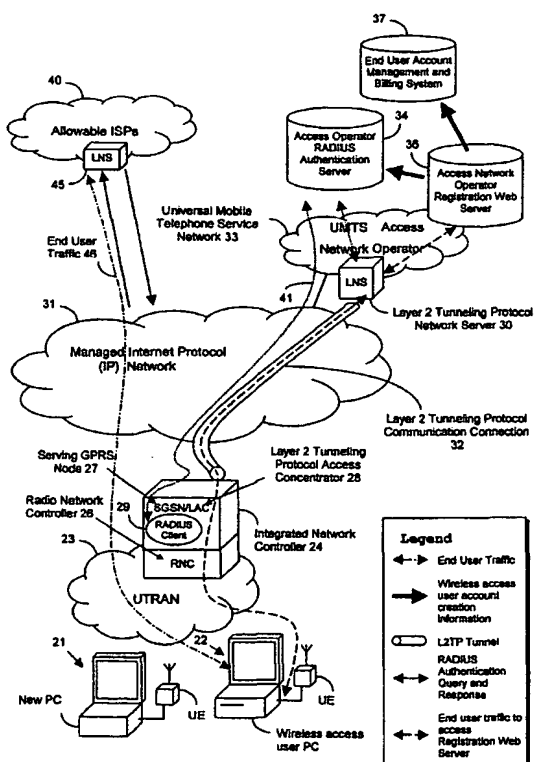 37
End User Account
Management and
Billing System
40
34
Allowable ISPs
LNS
45
Access Operator
RADIUS
Authentication
Server
36
Access Network
Operator
Registration Web
Server
Universal Mobile
Telephone Service
Network 33
UMTS Access
Network Operator
End User
Traffic 46
LNS
31
41
Layer 2 Tunneling Protocol
Network Server 30
Managed Internet Protocol
(IP) Network
Layer 2 Tunneling Protocol
Communication Connection
32
Serving GPRS
Node 27
Layer 2 Tunneling
Protocol Access
Concentrator 28
Radio Network
Controller 26
29
SGSN/LAC
RADIUS
Client
Integrated Network
Controller 24
23
RNC
UTRAN
21
22
New PC
UE
UE
Wireless access
user PC
Legend
End User Traffic
Wireless access
user account
creation
Information
L2TP Tunnel
RADIUS
Authentication
Query and
Response
End user traffic to
access
Registration Web
Server